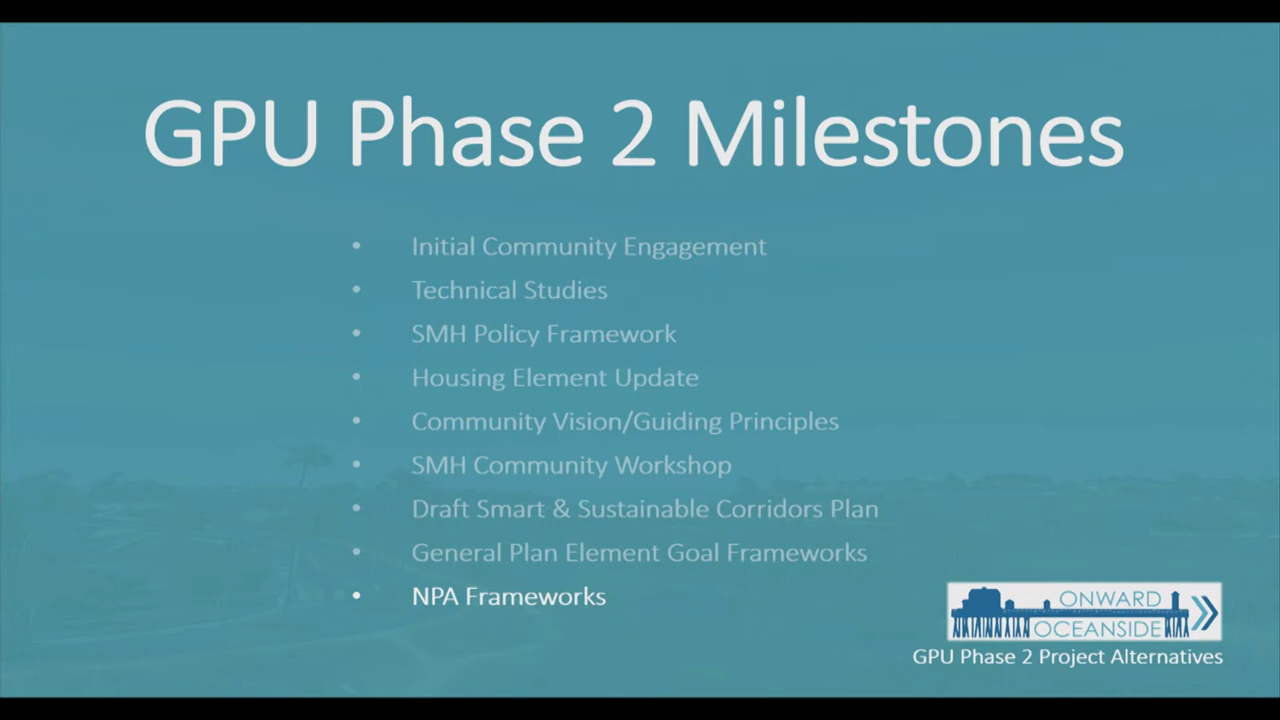 GPU Phase 2 Milestones
• Initial Community Engagement
• Technical Studies
• SMH Policy Framework
• Housing Element Update
• Community Vision/Guiding Principles
• SMH Community Workshop
• Draft Smart & Sustainable Corridors Plan
• General Plan Element Goal Frameworks
• NPA Frameworks
ONWARD
OCEANSIDE
GPU Phase 2 Project Alternatives